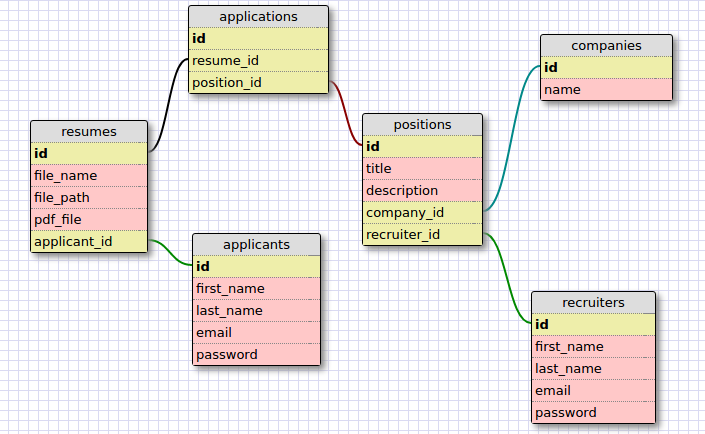 applications
id
resume_id
position_id
companies
id
name
resumes
id
file_name
file_path
pdf_file
applicant_id
positions
id
title
description
company_id
recruiter_id
applicants
id
first_name
last_name
email
password
recruiters
id
first_name
last_name
email
password